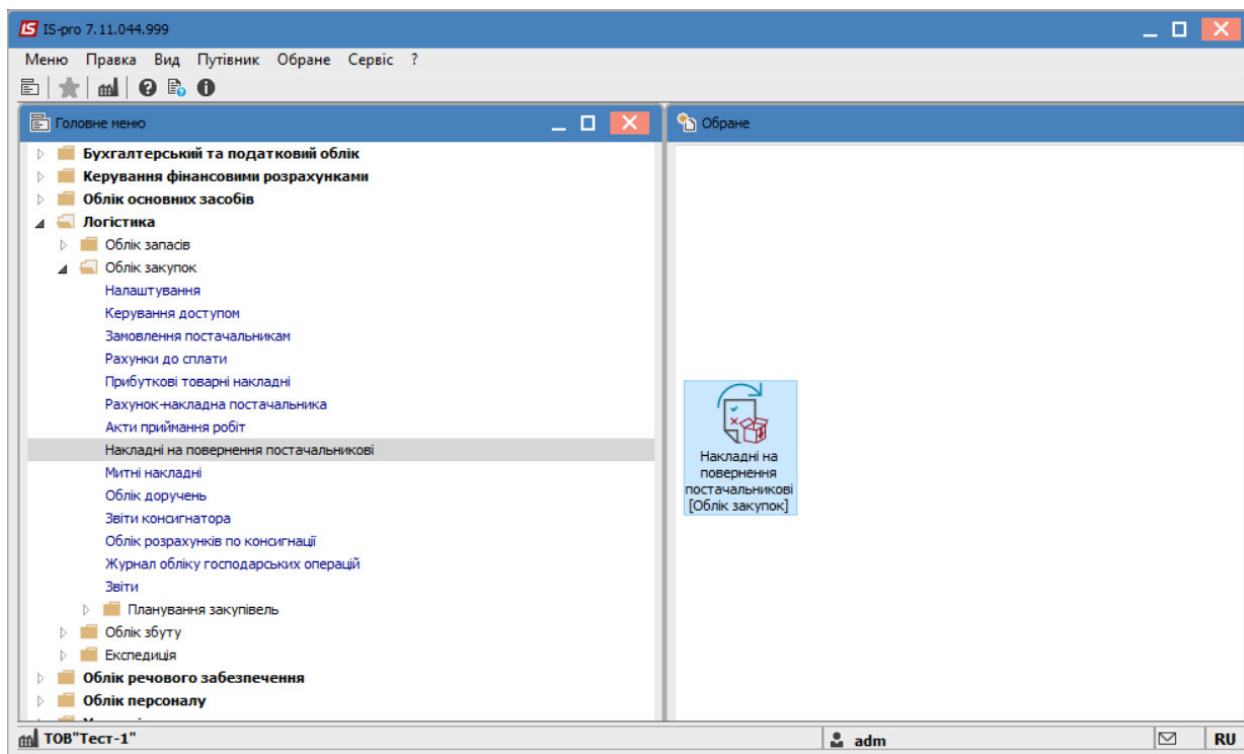 IS-pro 7.11.044.999
Меню Правка Вид Путівник Обране Сервіс ?
Головне меню
Бухгалтерський та податковий облік
Керування фінансовими розрахунками
Облік основних засобів
Логістика
Облік запасів
Облік закупок
Налаштування
Керування доступом
Замовлення постачальникам
Рахунки до сплати
Прибуткові товарні накладні
Рахунок-накладна постачальника
Акти приймання робіт
Накладні на повернення постачальникові
Митні накладні
Облік доручень
Звіти консигнатора
Облік розрахунків по консигнації
Журнал обліку господарських операцій
Звіти
Планування закупівель
Облік збуту
Експедиція
Облік речового забезпечення
Облік персоналу
Обране
Накладні на
повернення
постачальникові
[Облік закупок]
ТОВ"Тест-1"
adm
RU